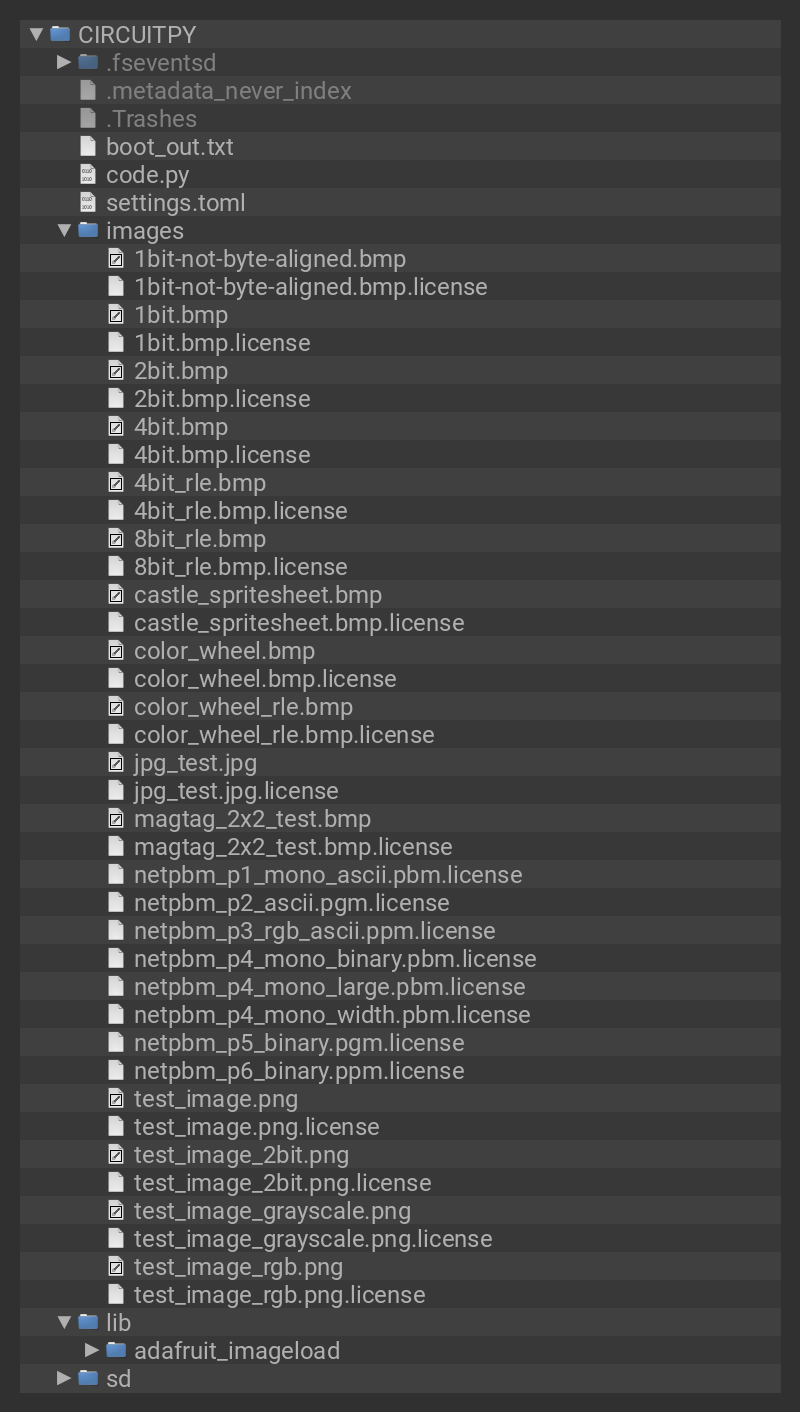 CIRCUITPY
.fseventsd
.metadata_never_index
.Trashes
boot_out.txt
code.py
settings.toml
images
1bit-not-byte-aligned.bmp
1bit-not-byte-aligned.bmp.license
1bit.bmp
1bit.bmp.license
2bit.bmp
2bit.bmp.license
4bit.bmp
4bit.bmp.license
4bit_rle.bmp
4bit_rle.bmp.license
8bit_rle.bmp
8bit_rle.bmp.license
castle_spritesheet.bmp
castle_spritesheet.bmp.license
color_wheel.bmp
color_wheel.bmp.license
color_wheel_rle.bmp
color_wheel_rle.bmp.license
jpg_test.jpg
jpg_test.jpg.license
magtag_2x2_test.bmp
magtag_2x2_test.bmp.license
netpbm_p1_mono_ascii.pbm.license
netpbm_p2_ascii.pgm.license
netpbm_p3_rgb_ascii.ppm.license
netpbm_p4_mono_binary.pbm.license
netpbm_p4_mono_large.pbm.license
netpbm_p4_mono_width.pbm.license
netpbm_p5_binary.pgm.license
netpbm_p6_binary.ppm.license
test_image.png
test_image.png.license
test_image_2bit.png
test_image_2bit.png.license
test_image_grayscale.png
test_image_grayscale.png.license
test_image_rgb.png
test_image_rgb.png.license
lib
adafruit_imageload
sd